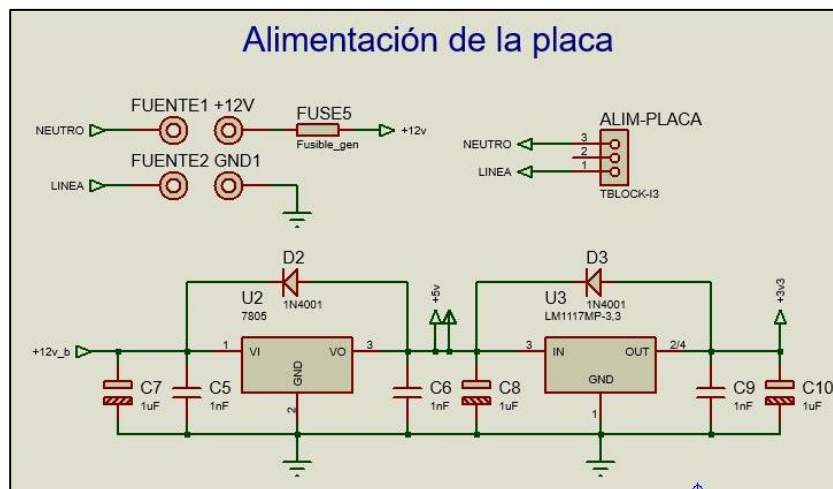 Alimentación de la placa
FUENTE1 +12V
FUSE5
NEUTRO
+12v
Fusible_gen
FUENTE2 GND1
LINEA
ALIM-PLACA
NEUTRO
3
2
LINEA
1
TBLOCK-I3
D2
1N4001
U2
7805
+12v_b
1
VI
VO
3
GND
2
C7
1uF
C5
1nF
C6
1nF
C8
1uF
+5v
D3
1N4001
U3
LM1117MP-3,3
3
IN
OUT
2/4
GND
1
+3v3
C9
1nF
C10
1uF